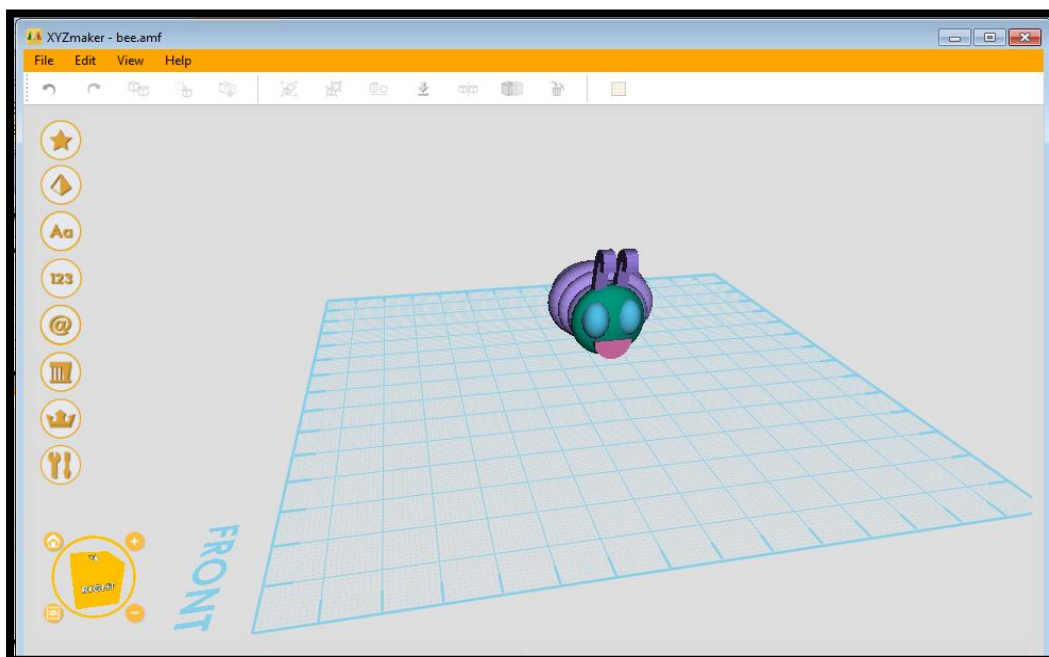 XYZmaker - bee.amf
File Edit View Help
Aa
123
@
FRONT
RIGHT